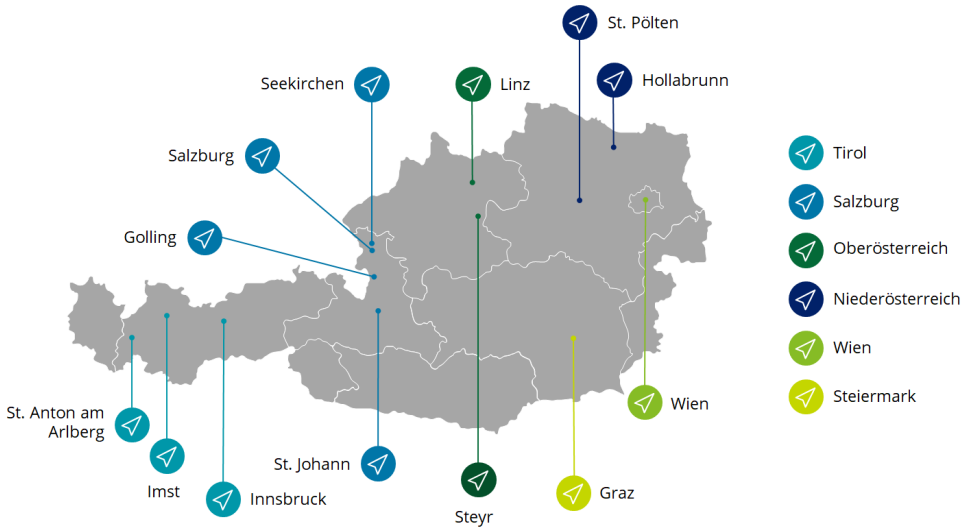 St. Pölten
Seekirchen
Linz
Hollabrunn
Salzburg
Golling
St. Anton am
Arlberg
Imst
Innsbruck
St. Johann
Steyr
Graz
Wien
Tirol
Salzburg
Oberösterreich
Niederösterreich
Wien
Steiermark